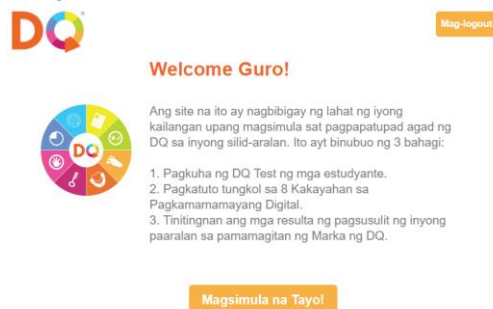 DQ
Mag-logout
Welcome Guro!
Ang site na ito ay nagbibigay ng lahat ng iyong
kailangan upang magsimula sat pagpapatupad agad ng
DQ sa inyong silid-aralan. Ito ayt binubuo ng 3 bahagi:
DQ
1. Pagkuha ng DQ Test ng mga estudyante.
2. Pagkatuto tungkol sa 8 Kakayahan sa
Pagkamamamayang Digital.
3. Tinitingnan ang mga resulta ng pagsusulit ng inyong
paaralan sa pamamagitan ng Marka ng DQ.
Magsimula na Tayo!